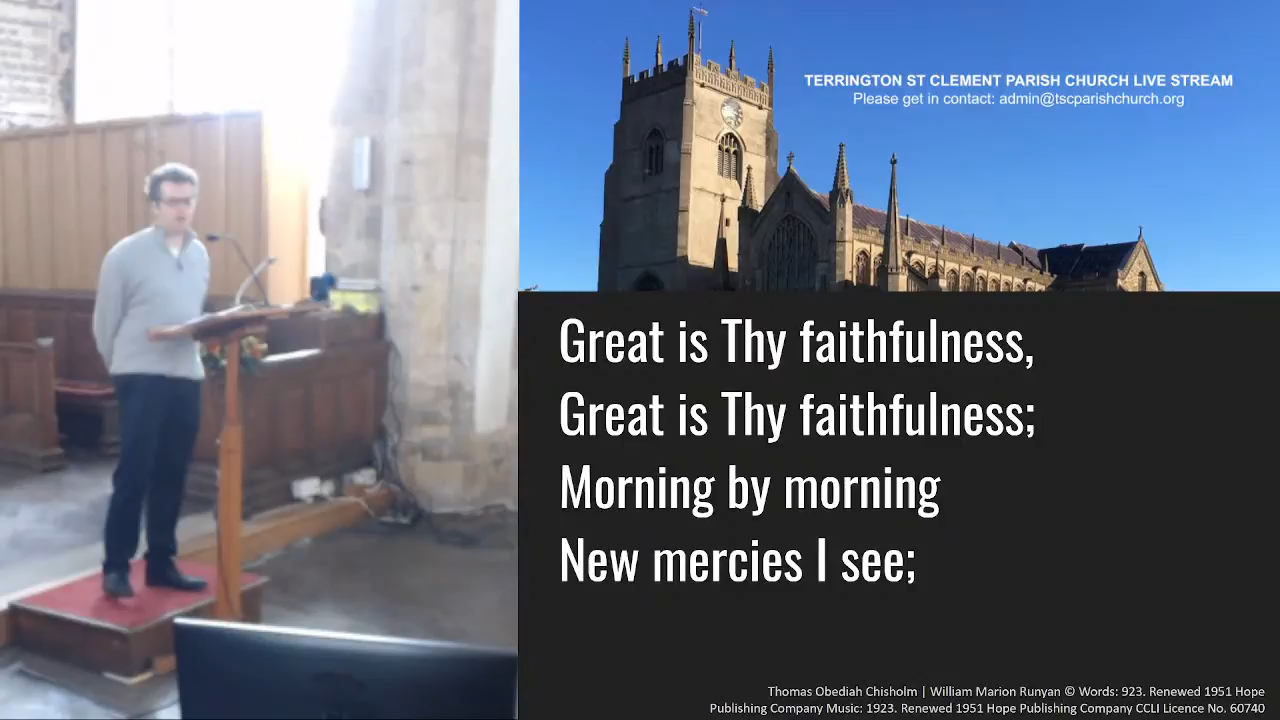 TERRINGTON ST CLEMENT PARISH CHURCH LIVE STREAM
Please get in contact: admin@tscparishchurch.org
Great is Thy faithfulness,
Great is Thy faithfulness;
Morning by morning
New mercies I see;
Thomas Obediah Chisholm | William Marion Runyan © Words: 923. Renewed 1951 Hope
Publishing Company Music: 1923. Renewed 1951 Hope Publishing Company CCLI Licence No. 60740